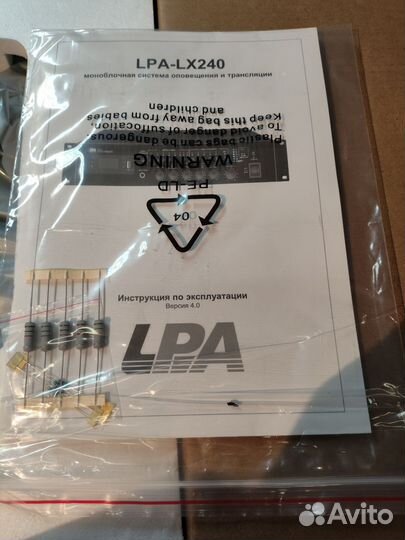 LPA-LX240
моноблочная система оповещения и трансляции
WARNING
Plastic bags can be dangerous.
To avoid danger of suffocation,
Keep this bag away from babies
and children
PE-LD
004
Инструкция по эксплуатации
Версия 4.0
LPA
Avito